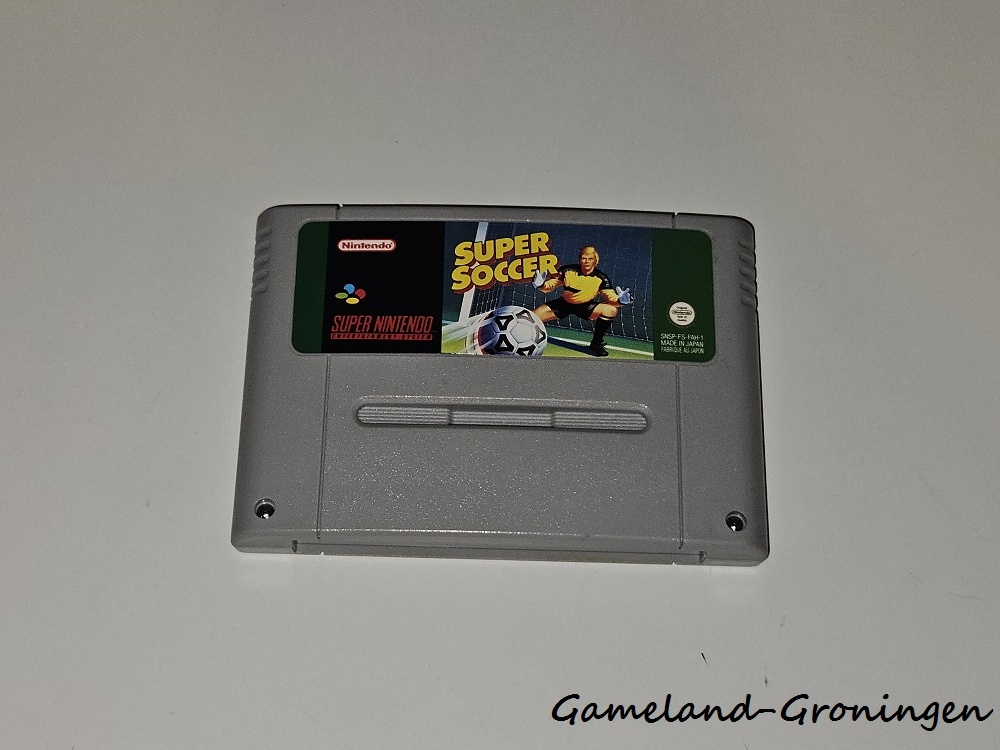 Nintendo
SUPER NINTENDO
ENTERTAINMENT SYSTEM
SUPER
SOCCER
Nintendo
SNSP-FS-FAH-1
MADE IN JAPAN
FABRIQUE AU JAPON
Gameland-Groningen